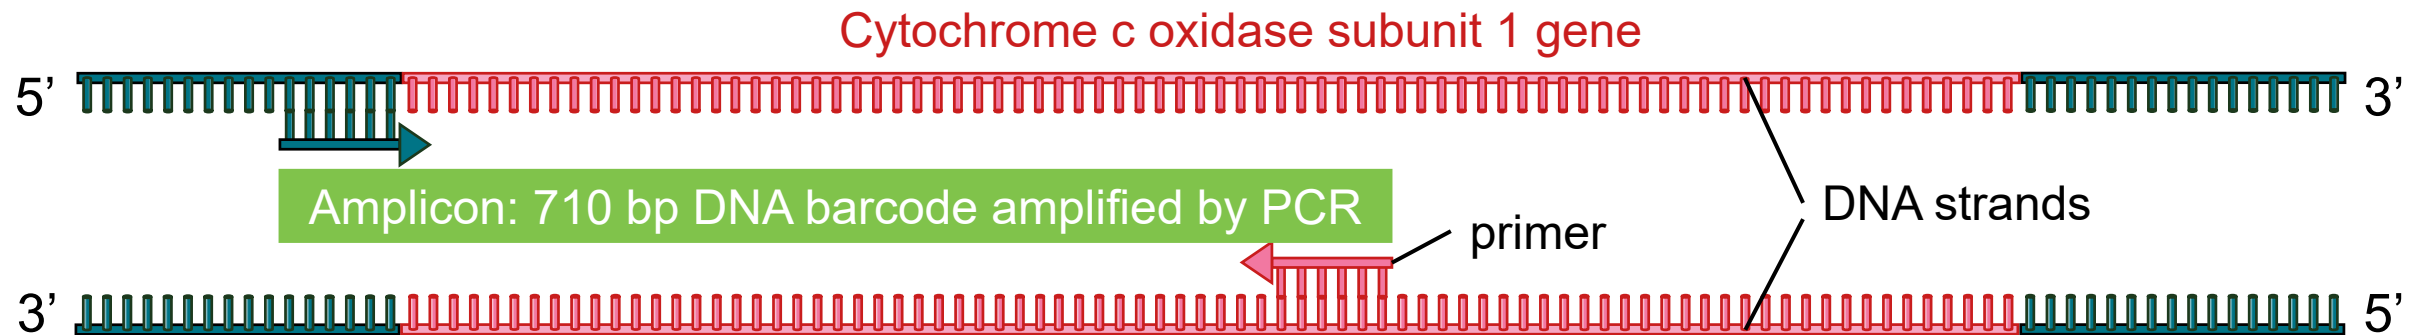 Cytochrome c oxidase subunit 1 gene
5’
3’
Amplicon: 710 bp DNA barcode amplified by PCR
DNA strands
primer
3’
5’